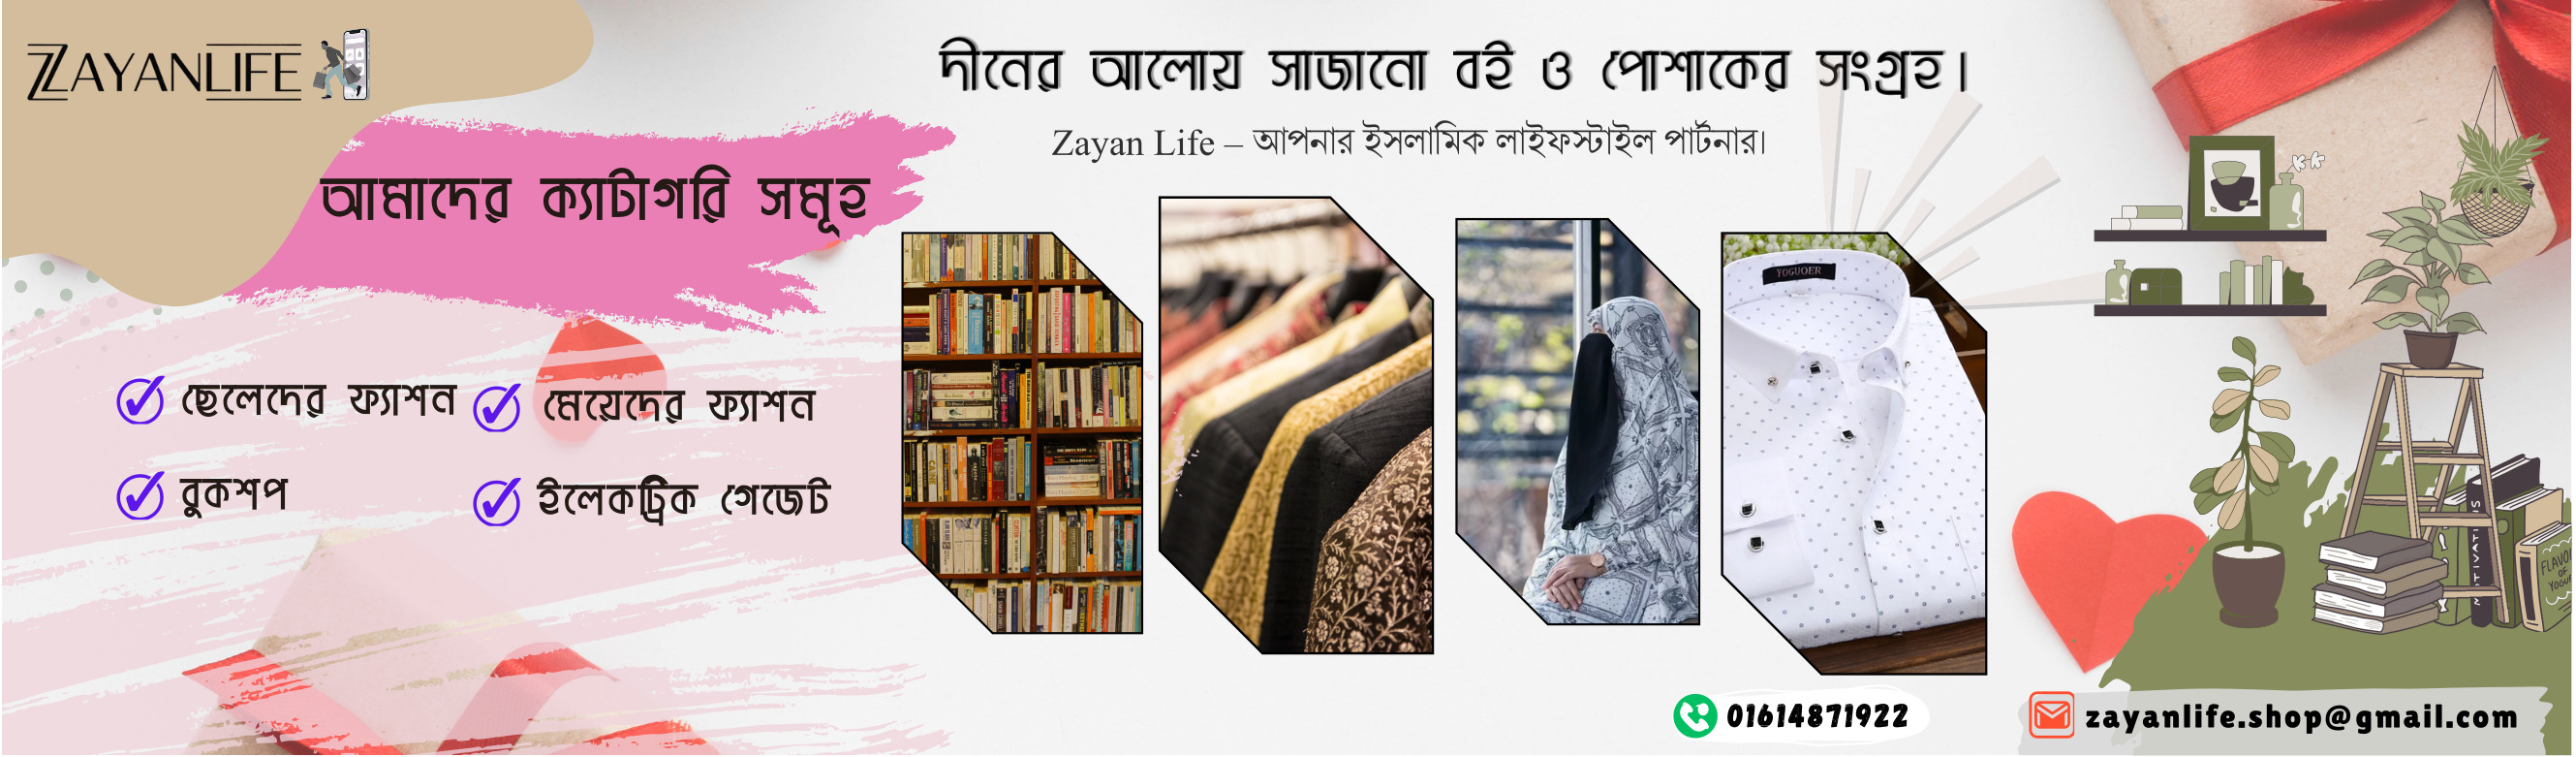 ZAYANLIFE
দীনের আলোয় সাজানো বই ও পোশাকের সংগ্রহ।
Zayan Life – আপনার ইসলামিক লাইফস্টাইল পার্টনার।
আমাদের ক্যাটাগরি সমূহ
ছেলেদের ফ্যাশন
মেয়েদের ফ্যাশন
বুকশপ
ইলেকট্রিক গেজেট
YOGUOER
01614871922
zayanlife.shop@gmail.com